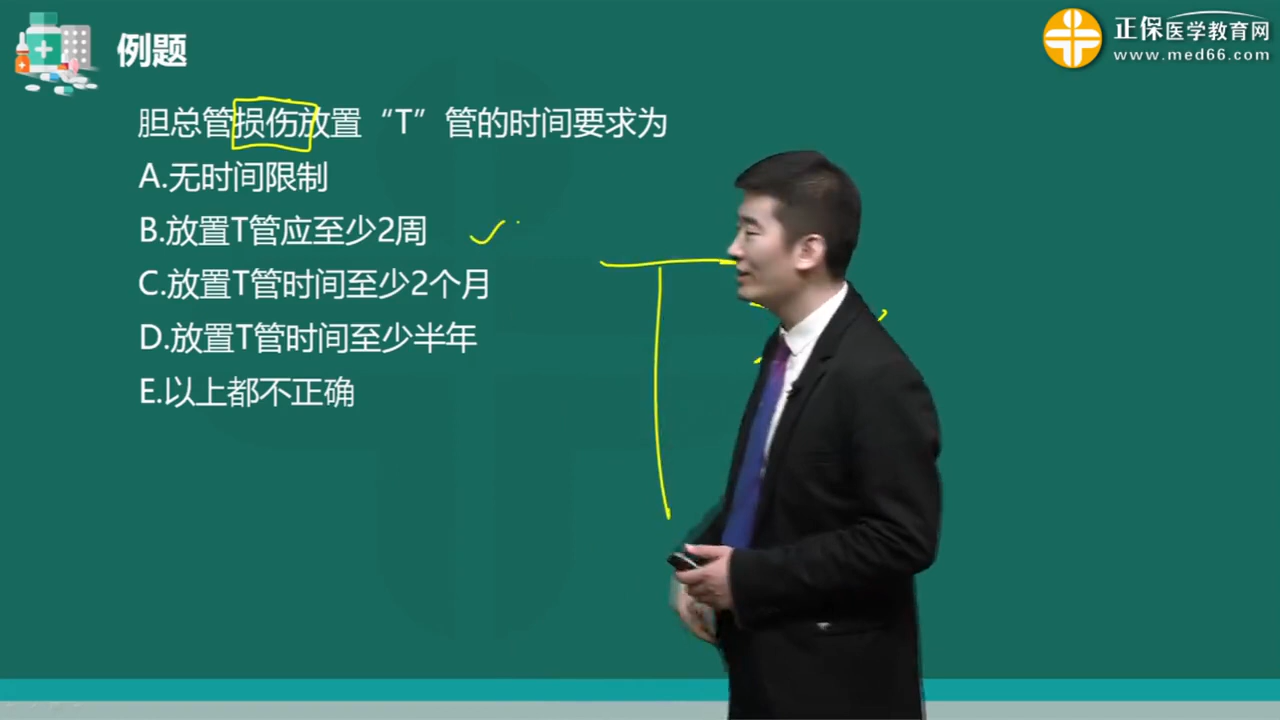 例题
正保医学教育网
www.med66.com
胆总管损伤放置“T”管的时间要求为
A.无时间限制
B.放置T管应至少2周
C.放置T管时间至少2个月
D.放置T管时间至少半年
E.以上都不正确